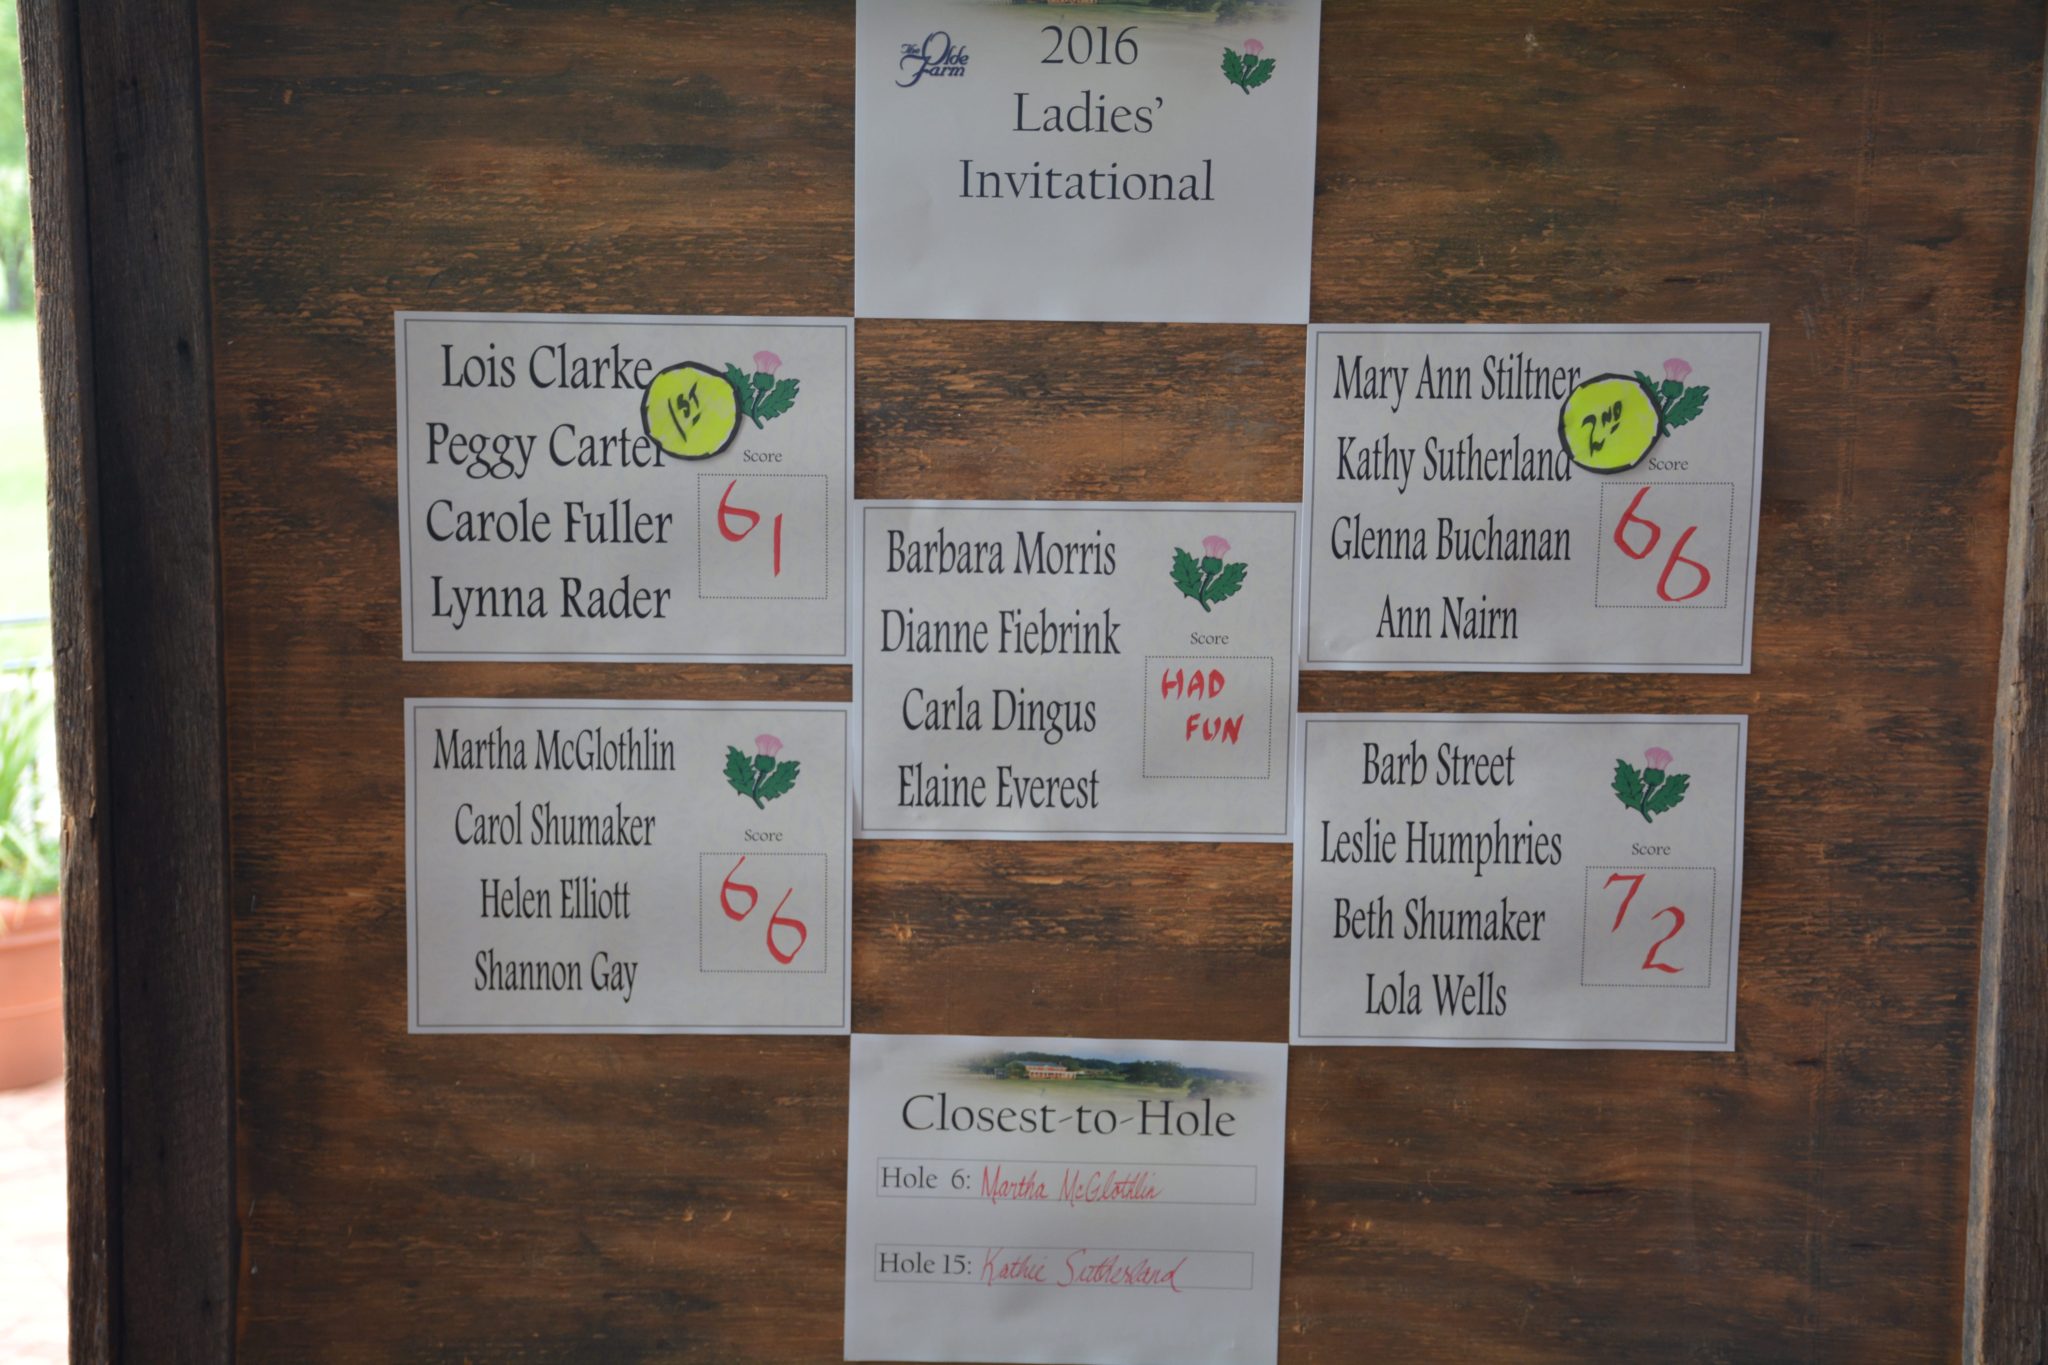 The Olde Farm
2016
Ladies'
Invitational
Lois Clarke
Peggy Carter
Carole Fuller
Lynna Rader
1ST
Score
61
Mary Ann Stiltner
Kathy Sutherland
Glenna Buchanan
Ann Nairn
2ND
Score
66
Barbara Morris
Dianne Fiebrink
Carla Dingus
Elaine Everest
Score
HAD
FUN
Martha McGlothlin
Carol Shumaker
Helen Elliott
Shannon Gay
Score
66
Barb Street
Leslie Humphries
Beth Shumaker
Lola Wells
Score
72
Closest-to-Hole
Hole 6: Martha McGlothlin
Hole 15: Kathie Sutherland